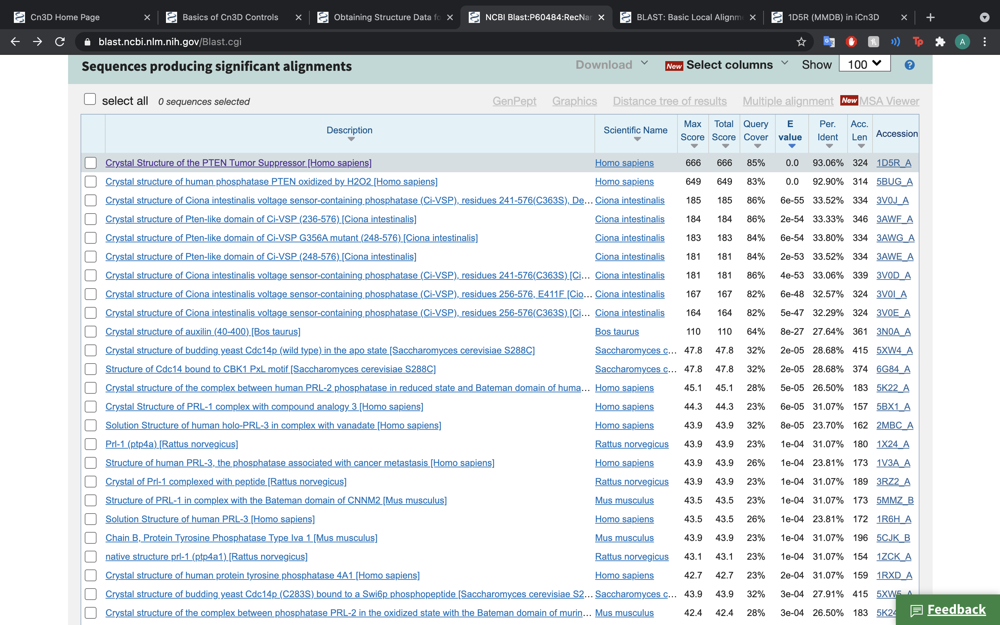 Cn3D Home Page
Basics of Cn3D Controls
Obtaining Structure Data fo
NCBI Blast:P60484:RecNar
BLAST: Basic Local Alignme
1D5R (MMDB) in iCn3D
blast.ncbi.nlm.nih.gov/Blast.cgi
A
Sequences producing significant alignments
Download
New Select columns
Show 100
?
select all 0 sequences selected
GenPept Graphics Distance tree of results Multiple alignment New MSA Viewer
Description Scientific Name Max Score Total Score Query Cover E value Per. Ident Acc. Len Accession
Crystal Structure of the PTEN Tumor Suppressor [Homo sapiens] Homo sapiens 666 666 85% 0.0 93.06% 324 1D5R_A
Crystal structure of human phosphatase PTEN oxidized by H2O2 [Homo sapiens] Homo sapiens 649 649 83% 0.0 92.90% 314 5BUG_A
Crystal structure of Ciona intestinalis voltage sensor-containing phosphatase (Ci-VSP), residues 241-576(C363S), De... Ciona intestinalis 185 185 86% 6e-55 33.52% 334 3V0J_A
Crystal structure of Pten-like domain of Ci-VSP (236-576) [Ciona intestinalis] Ciona intestinalis 184 184 86% 2e-54 33.33% 346 3AWF_A
Crystal structure of Pten-like domain of Ci-VSP G356A mutant (248-576) [Ciona intestinalis] Ciona intestinalis 183 183 84% 6e-54 33.80% 334 3AWG_A
Crystal structure of Pten-like domain of Ci-VSP (248-576) [Ciona intestinalis] Ciona intestinalis 181 181 84% 2e-53 33.52% 334 3AWE_A
Crystal structure of Ciona intestinalis voltage sensor-containing phosphatase (Ci-VSP), residues 241-576(C363S) [Ci... Ciona intestinalis 181 181 86% 4e-53 33.06% 339 3V0D_A
Crystal structure of Ciona intestinalis voltage sensor-containing phosphatase (Ci-VSP), residues 256-576, E411F [Cio... Ciona intestinalis 167 167 82% 6e-48 32.57% 324 3V0I_A
Crystal structure of Ciona intestinalis voltage sensor-containing phosphatase (Ci-VSP), residues 256-576(C363S) [Ci... Ciona intestinalis 164 164 82% 5e-47 32.29% 324 3V0E_A
Crystal structure of auxilin (40-400) [Bos taurus] Bos taurus 110 110 64% 8e-27 27.64% 361 3N0A_A
Crystal structure of budding yeast Cdc14p (wild type) in the apo state [Saccharomyces cerevisiae S288C] Saccharomyces c... 47.8 47.8 32% 2e-05 28.68% 415 5XW4_A
Structure of Cdc14 bound to CBK1 PxL motif [Saccharomyces cerevisiae S288C] Saccharomyces c... 47.8 47.8 32% 2e-05 28.68% 374 6G84_A
Crystal structure of the complex between human PRL-2 phosphatase in reduced state and Bateman domain of huma... Homo sapiens 45.1 45.1 28% 5e-05 26.50% 183 5K22_A
Crystal Structure of PRL-1 complex with compound analogy 3 [Homo sapiens] Homo sapiens 44.3 44.3 23% 6e-05 31.07% 157 5BX1_A
Solution Structure of human holo-PRL-3 in complex with vanadate [Homo sapiens] Homo sapiens 43.9 43.9 32% 8e-05 23.70% 162 2MBC_A
Prl-1 (ptp4a) [Rattus norvegicus] Rattus norvegicus 43.9 43.9 23% 1e-04 31.07% 180 1X24_A
Structure of human PRL-3, the phosphatase associated with cancer metastasis [Homo sapiens] Homo sapiens 43.9 43.9 26% 1e-04 23.81% 173 1V3A_A
Crystal of Prl-1 complexed with peptide [Rattus norvegicus] Rattus norvegicus 43.9 43.9 23% 1e-04 31.07% 189 3RZ2_A
Structure of PRL-1 in complex with the Bateman domain of CNNM2 [Mus musculus] Mus musculus 43.5 43.5 23% 1e-04 31.07% 173 5MMZ_B
Solution Structure of human PRL-3 [Homo sapiens] Homo sapiens 43.5 43.5 26% 1e-04 23.81% 172 1R6H_A
Chain B, Protein Tyrosine Phosphatase Type Iva 1 [Mus musculus] Mus musculus 43.9 43.9 23% 1e-04 31.07% 196 5CJK_B
native structure prl-1 (ptp4a1) [Rattus norvegicus] Rattus norvegicus 43.1 43.1 23% 1e-04 31.07% 154 1ZCK_A
Crystal structure of human protein tyrosine phosphatase 4A1 [Homo sapiens] Homo sapiens 42.7 42.7 23% 2e-04 31.07% 159 1RXD_A
Crystal structure of budding yeast Cdc14p (C283S) bound to a Swi6p phosphopeptide [Saccharomyces cerevisiae S2... Saccharomyces c... 43.9 43.9 32% 3e-04 27.91% 415 5XW5_A
Crystal structure of the complex between phosphatase PRL-2 in the oxidized state with the Bateman domain of murin... Mus musculus 42.4 42.4 28% 3e-04 26.50% 183 5K24
Feedback